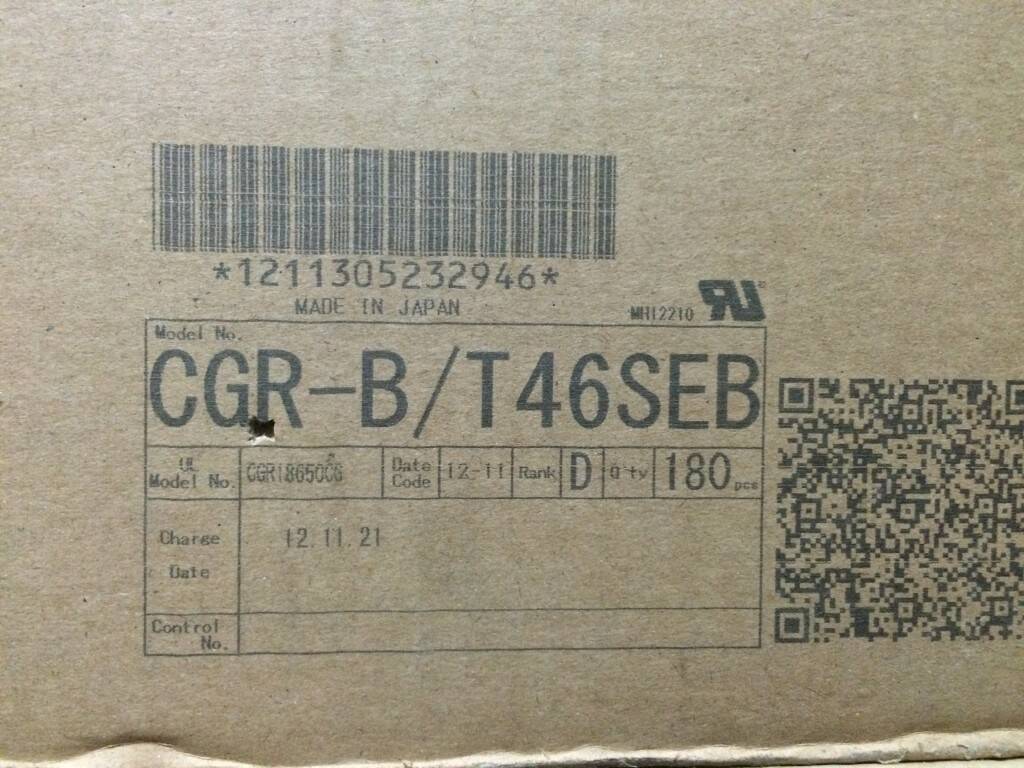 *1211305232946*
MADE IN JAPAN
MH12210
Model No.
CGR-B/T46SEB
UL Model No. CGR18650C6 Date Code 12-11 Rank D Q'ty 180 pcs
Charge Date 12.11.21
Control No.